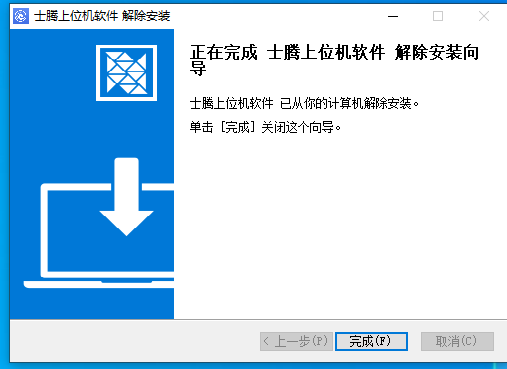 士腾上位机软件 解除安装
正在完成 士腾上位机软件 解除安装向
导
士腾上位机软件 已从你的计算机解除安装。
单击 [完成] 关闭这个向导。
< 上一步(P)
完成(F)
取消(C)